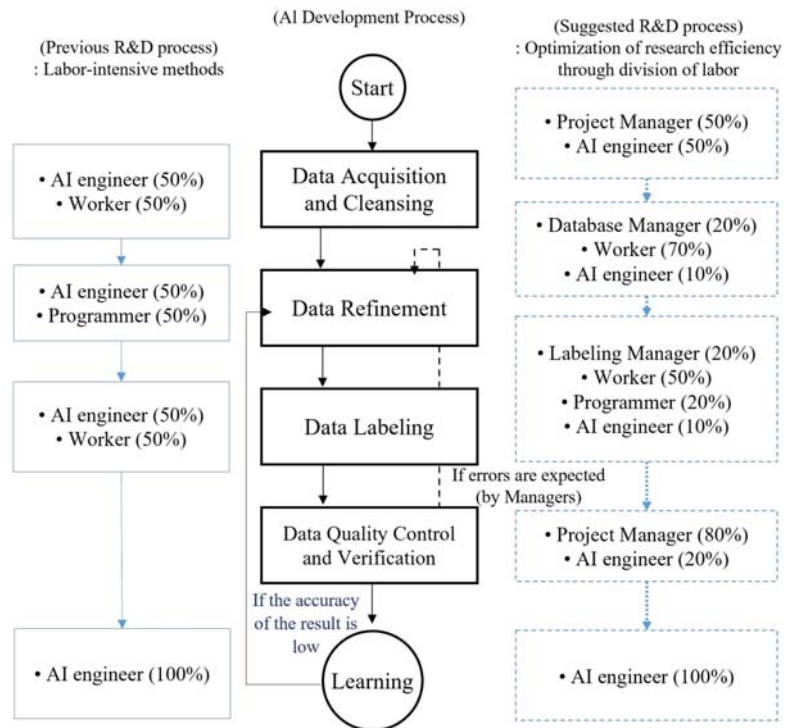 (Previous R&D process)
: Labor-intensive methods
• AI engineer (50%)
• Worker (50%)
• AI engineer (50%)
• Programmer (50%)
• AI engineer (50%)
• Worker (50%)
• AI engineer (100%)
(AI Development Process)
Start
Data Acquisition
and Cleansing
Data Refinement
Data Labeling
If errors are expected
(by Managers)
Data Quality Control
and Verification
If the accuracy
of the result is
low
Learning
(Suggested R&D process)
: Optimization of research efficiency
through division of labor
• Project Manager (50%)
• AI engineer (50%)
• Database Manager (20%)
• Worker (70%)
• AI engineer (10%)
• Labeling Manager (20%)
• Worker (50%)
• Programmer (20%)
• AI engineer (10%)
• Project Manager (80%)
• AI engineer (20%)
• AI engineer (100%)